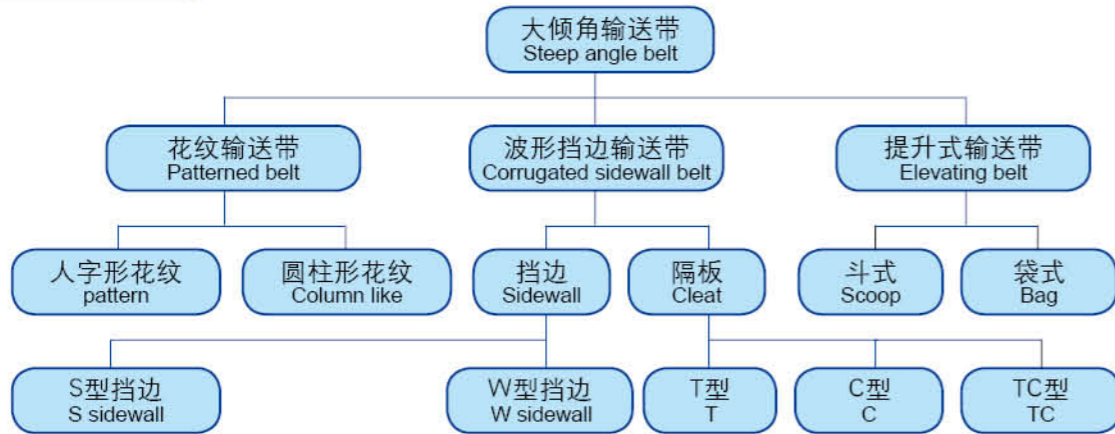 大倾角输送带
Steep angle belt
花纹输送带
Patterned belt
波形挡边输送带
Corrugated sidewall belt
提升式输送带
Elevating belt
人字形花纹
pattern
圆柱形花纹
Column like
挡边
Sidewall
隔板
Cleat
斗式
Scoop
袋式
Bag
S型挡边
S sidewall
W型挡边
W sidewall
T型
T
C型
C
TC型
TC